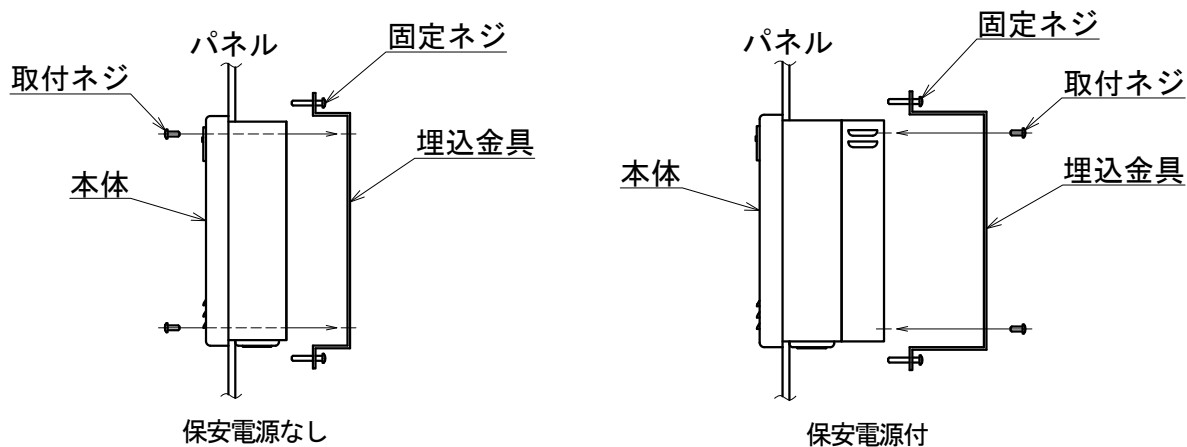 パネル
固定ネジ
取付ネジ
埋込金具
本体
保安電源なし
パネル
固定ネジ
取付ネジ
本体
埋込金具
保安電源付